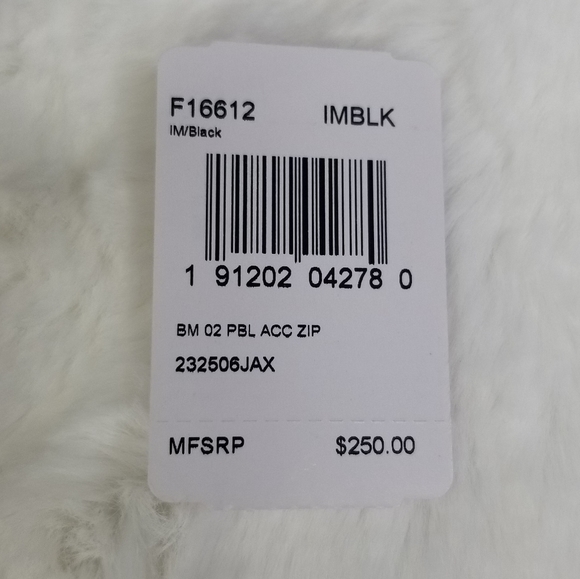 F16612 IMBLK
IM/Black
1 91202 04278 0
BM 02 PBL ACC ZIP
232506JAX
MFSRP $250.00